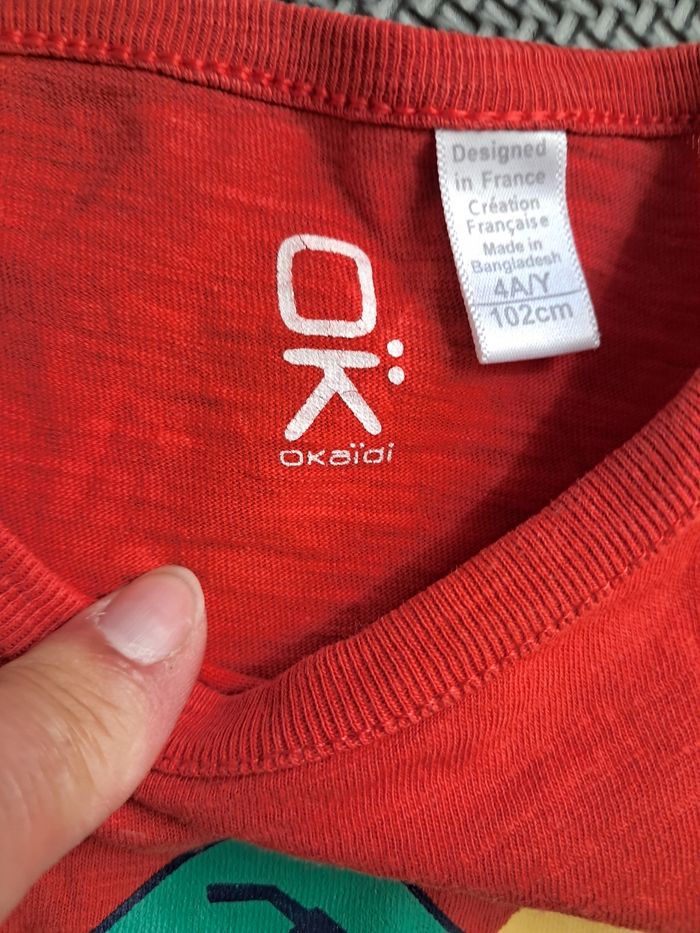 Designed
in France
Création
Française
Made in
Bangladesh
4A/Y
102cm
OK
OKaïdi